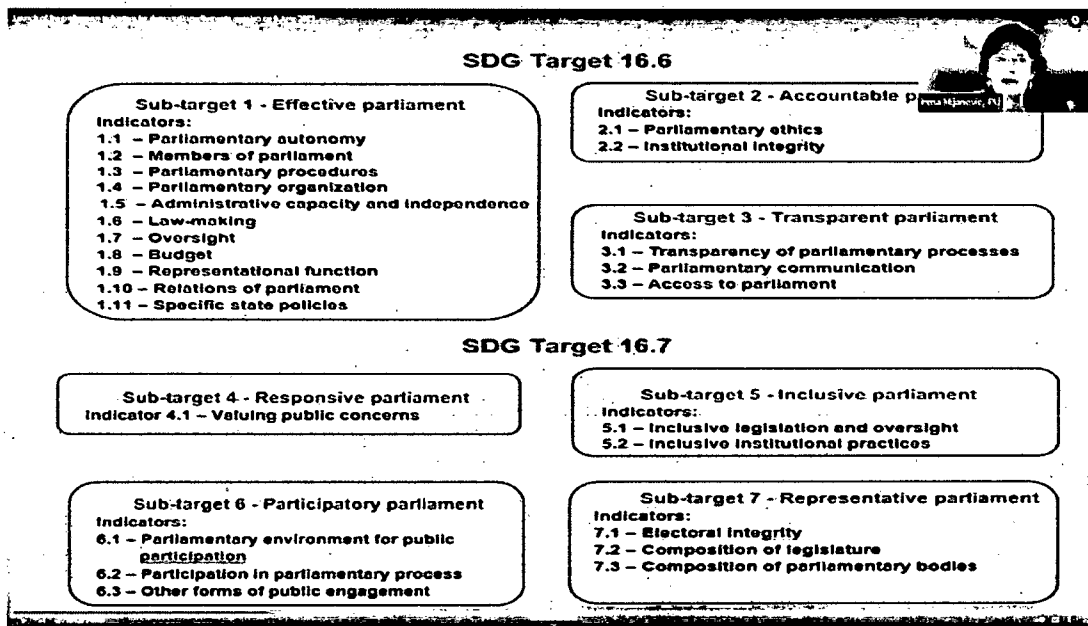 SDG Target 16.6
Sub-target 1 - Effective parliament
Indicators:
1.1 – Parliamentary autonomy
1.2 – Members of parliament
1.3 – Parliamentary procedures
1.4 – Parliamentary organization
1.5 – Administrative capacity and independence
1.6 – Law-making
1.7 – Oversight
1.8 – Budget
1.9 – Representational function
1.10 – Relations of parliament
1.11 – Specific state policies
Sub-target 2 - Accountable p
Indicators:
2.1 – Parliamentary ethics
2.2 – Institutional integrity
Sub-target 3 - Transparent parliament
Indicators:
3.1 – Transparency of parliamentary processes
3.2 – Parliamentary communication
3.3 – Access to parliament
SDG Target 16.7
Sub-target 4 - Responsive parliament
Indicator 4.1 – Valuing public concerns
Sub-target 5 - Inclusive parliament
Indicators:
5.1 – Inclusive legislation and oversight
5.2 – Inclusive institutional practices
Sub-target 6 - Participatory parliament
Indicators:
6.1 – Parliamentary environment for public
participation
6.2 – Participation in parliamentary process
6.3 – Other forms of public engagement
Sub-target 7 - Representative parliament
Indicators:
7.1 – Electoral integrity
7.2 – Composition of legislature
7.3 – Composition of parliamentary bodies